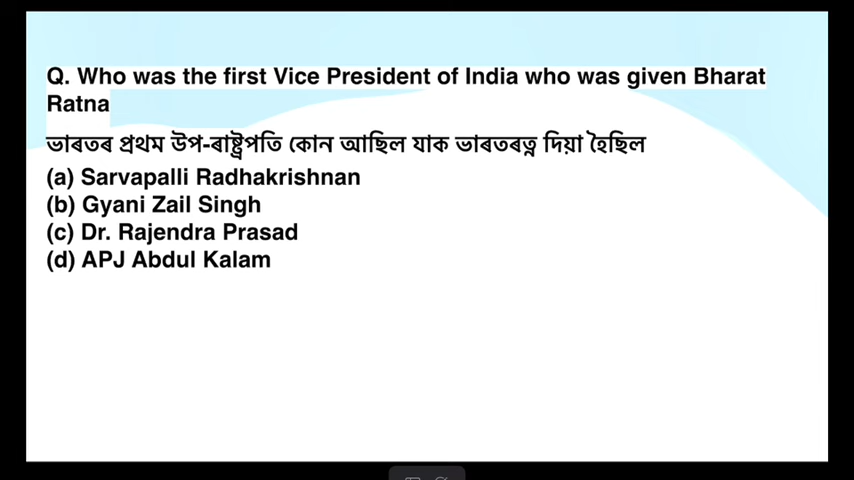 Q. Who was the first Vice President of India who was given Bharat
Ratna
ভাৰতৰ প্ৰথম উপ-ৰাষ্ট্ৰপতি কোন আছিল যাক ভাৰতৰত্ন দিয়া হৈছিল
(a) Sarvapalli Radhakrishnan
(b) Gyani Zail Singh
(c) Dr. Rajendra Prasad
(d) APJ Abdul Kalam